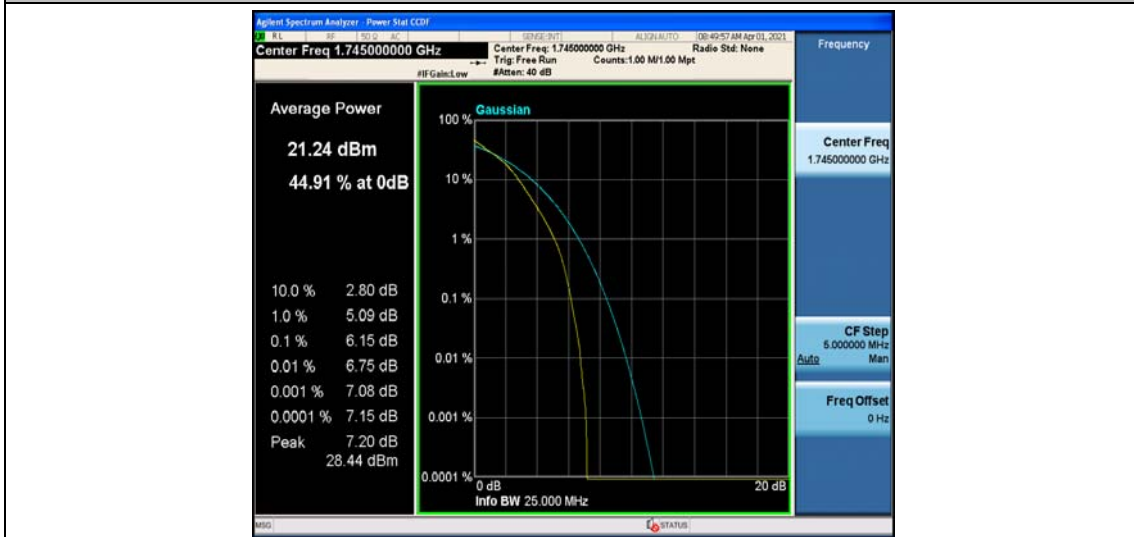 Agilent Spectrum Analyzer - Power Stat CCDF
RL RF 50 Ω AC SENSE:INT ALIGN AUTO 08:49:57 AM Apr 01, 2021
Center Freq 1.745000000 GHz
Center Freq: 1.745000000 GHz Radio Std: None
Trig: Free Run Counts:1.00 M/1.00 Mpt
#IFGain:Low #Atten: 40 dB
Frequency
Average Power
21.24 dBm
44.91 % at 0dB
10.0 % 2.80 dB
1.0 % 5.09 dB
0.1 % 6.15 dB
0.01 % 6.75 dB
0.001 % 7.08 dB
0.0001 % 7.15 dB
Peak 7.20 dB
28.44 dBm
Gaussian
100 %
10 %
1 %
0.1 %
0.01 %
0.001 %
0.0001 %
0 dB 20 dB
Info BW 25.000 MHz
Center Freq
1.745000000 GHz
CF Step
5.000000 MHz
Auto Man
Freq Offset
0 Hz
MSG STATUS